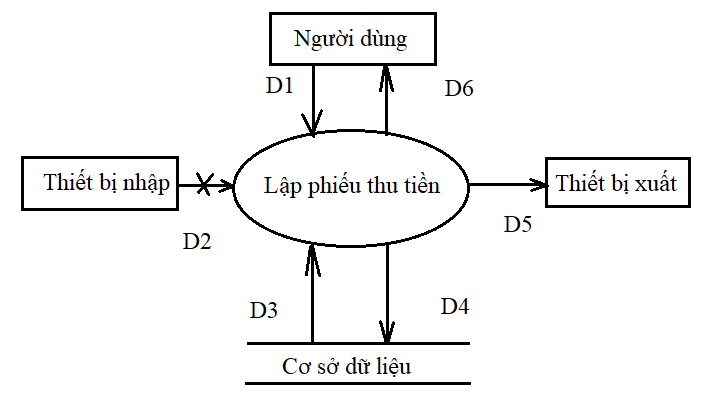 Người dùng
D1
D6
Thiết bị nhập
Lập phiếu thu tiền
Thiết bị xuất
D2
D5
D3
D4
Cơ sở dữ liệu